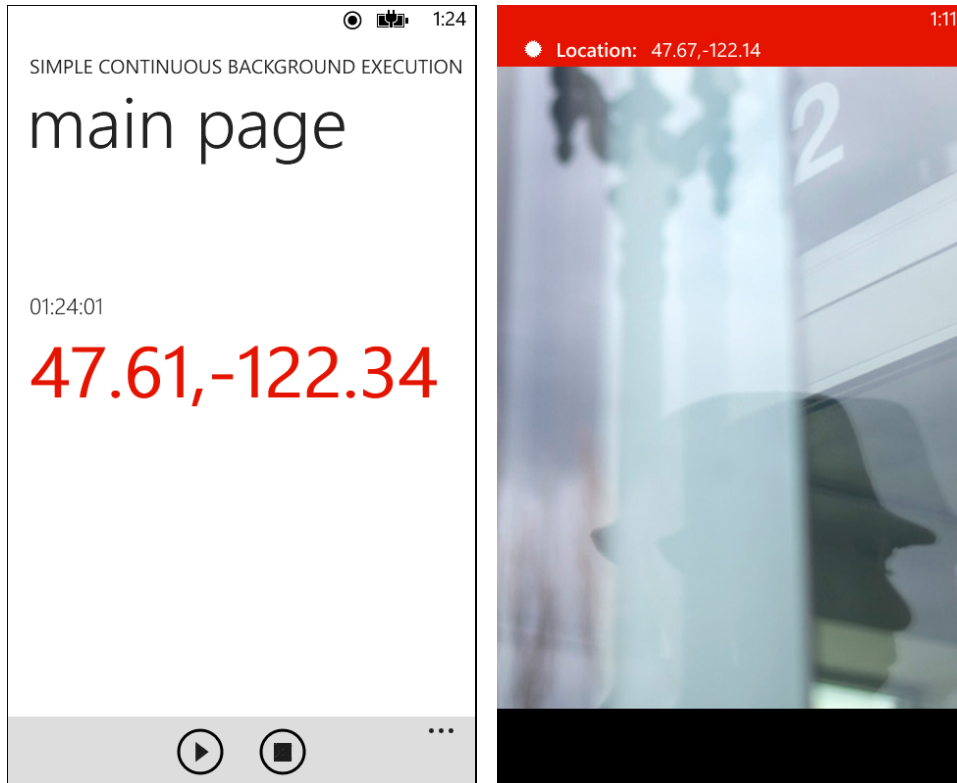 1:24
SIMPLE CONTINUOUS BACKGROUND EXECUTION
main page
01:24:01
47.61,-122.34
1:11
Location: 47.67,-122.14
2